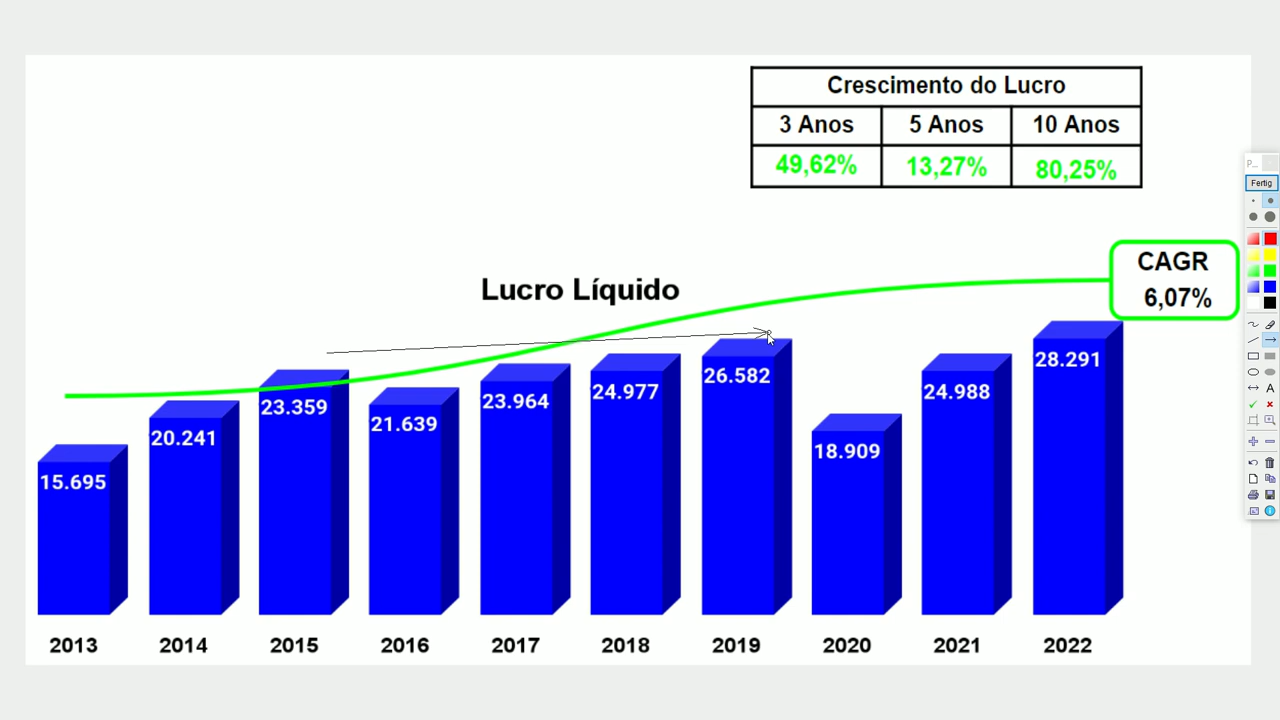 Crescimento do Lucro
3 Anos 5 Anos 10 Anos
49,62% 13,27% 80,25%
P...
Fertig
CAGR
6,07%
Lucro Líquido
15.695
20.241
23.359
21.639
23.964
24.977
26.582
18.909
24.988
28.291
A
2013 2014 2015 2016 2017 2018 2019 2020 2021 2022